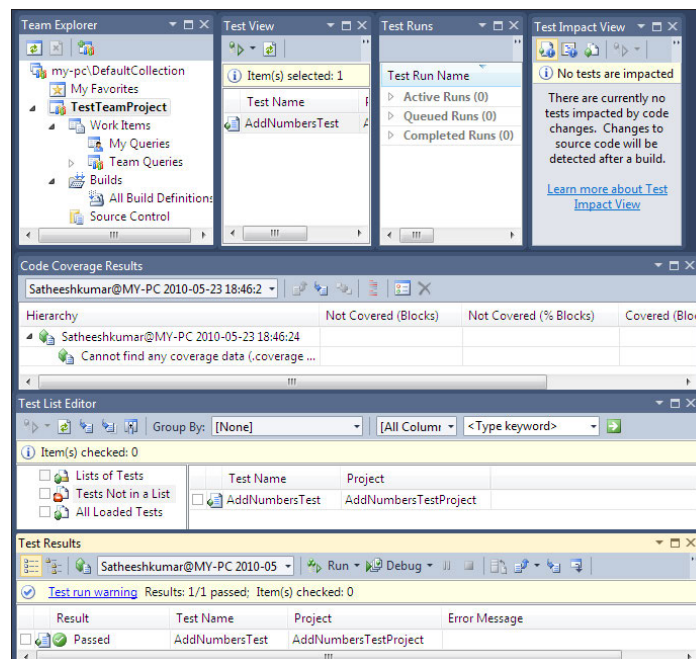 Team Explorer
my-pc\DefaultCollection
My Favorites
TestTeamProject
Work Items
My Queries
Team Queries
Builds
All Build Definitions
Source Control
Test View
Item(s) selected: 1
Test Name
AddNumbersTest
Test Runs
Test Run Name
Active Runs (0)
Queued Runs (0)
Completed Runs (0)
Test Impact View
No tests are impacted
There are currently no
tests impacted by code
changes. Changes to
source code will be
detected after a build.
Learn more about Test
Impact View
Code Coverage Results
Satheeshkumar@MY-PC 2010-05-23 18:46:2
Hierarchy Not Covered (Blocks) Not Covered (% Blocks) Covered (Blo
Satheeshkumar@MY-PC 2010-05-23 18:46:24
Cannot find any coverage data (.coverage ...
Test List Editor
Group By: [None] [All Colum <Type keyword>
Item(s) checked: 0
Lists of Tests
Tests Not in a List
All Loaded Tests
Test Name Project
AddNumbersTest AddNumbersTestProject
Test Results
Satheeshkumar@MY-PC 2010-05 Run Debug
Test run warning Results: 1/1 passed; Item(s) checked: 0
Result Test Name Project Error Message
Passed AddNumbersTest AddNumbersTestProject